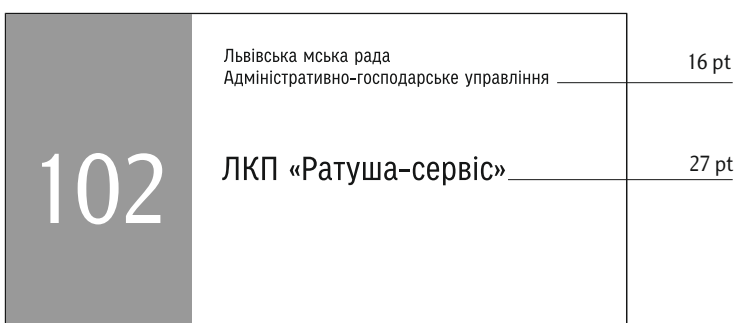 Львівська мська рада
Адміністративно-господарське управління
16 pt
102
ЛКП «Ратуша-сервіс»
27 pt